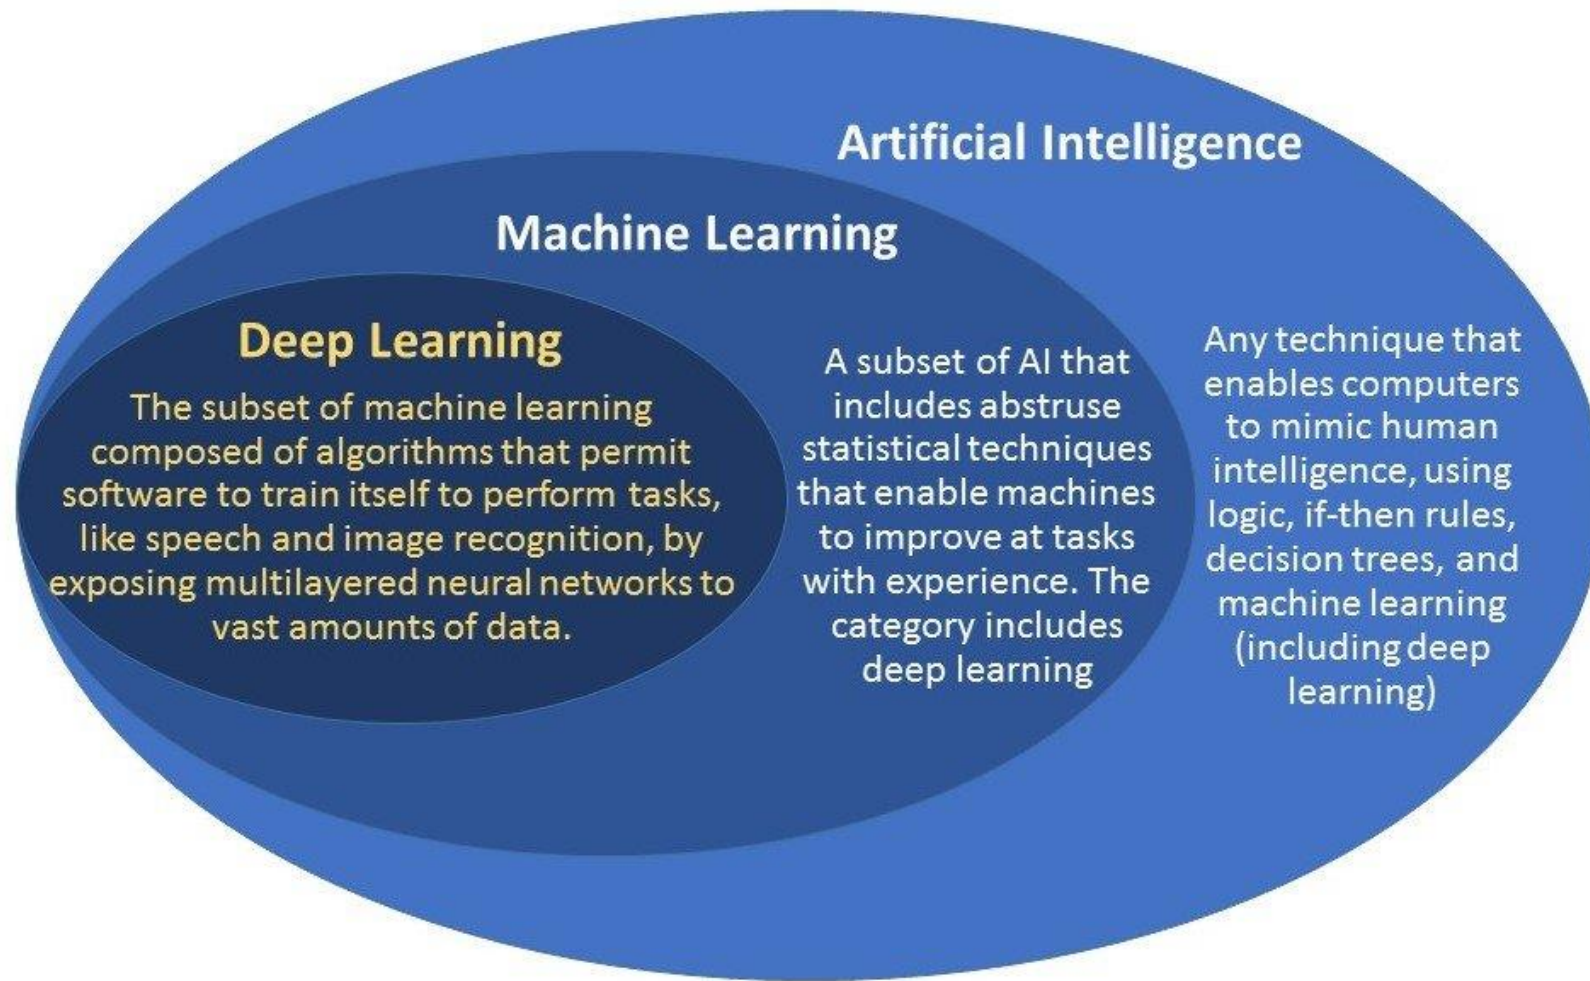 Artificial Intelligence
Machine Learning
Deep Learning
The subset of machine learning
composed of algorithms that permit
software to train itself to perform tasks,
like speech and image recognition, by
exposing multilayered neural networks to
vast amounts of data.
A subset of AI that
includes abstruse
statistical techniques
that enable machines
to improve at tasks
with experience. The
category includes
deep learning
Any technique that
enables computers
to mimic human
intelligence, using
logic, if-then rules,
decision trees, and
machine learning
(including deep
learning)